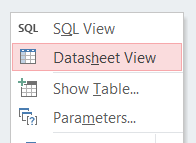 SQL SQL View
Datasheet View
Show Table...
Parameters...